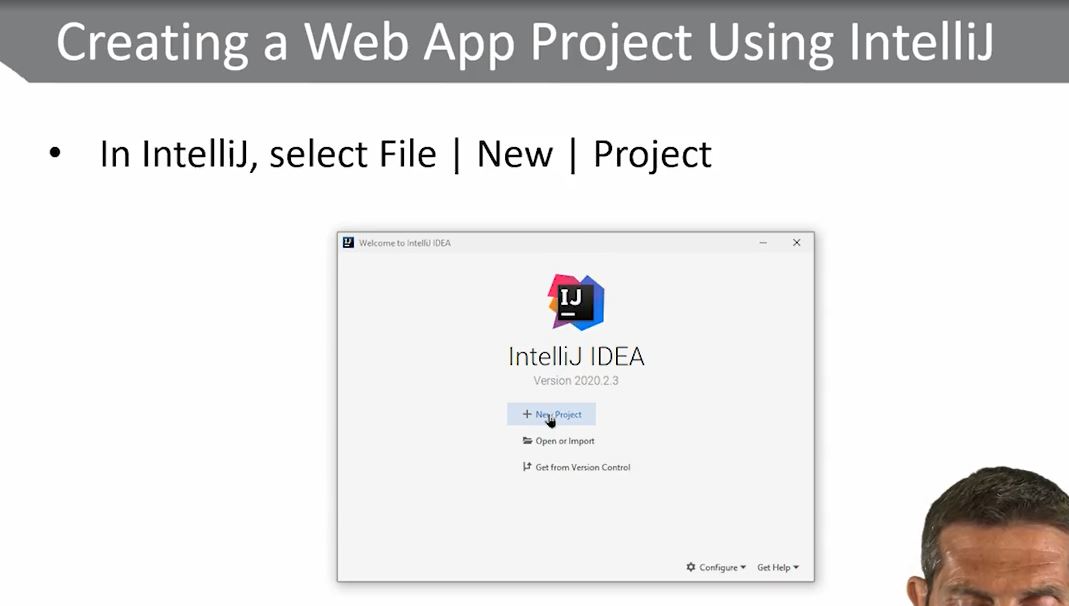 Creating a Web App Project Using IntelliJ
• In IntelliJ, select File | New | Project
IJ Welcome to IntelliJ IDEA
IJ
IntelliJ IDEA
Version 2020.2.3
+ New Project
Open or Import
Get from Version Control
Configure Get Help